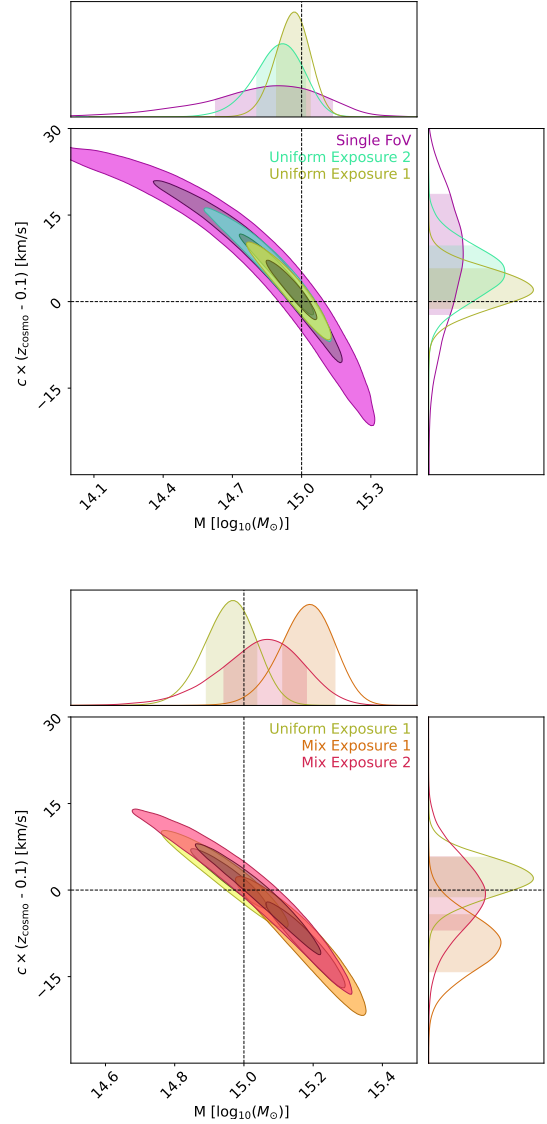 30
15
0
−15
c × (z_cosmo - 0.1) [km/s]
Single FoV
Uniform Exposure 2
Uniform Exposure 1
14.1
14.4
14.7
15.0
15.3
M [log₁₀(M☉)]
30
15
0
−15
c × (z_cosmo - 0.1) [km/s]
Uniform Exposure 1
Mix Exposure 1
Mix Exposure 2
14.6
14.8
15.0
15.2
15.4
M [log₁₀(M☉)]